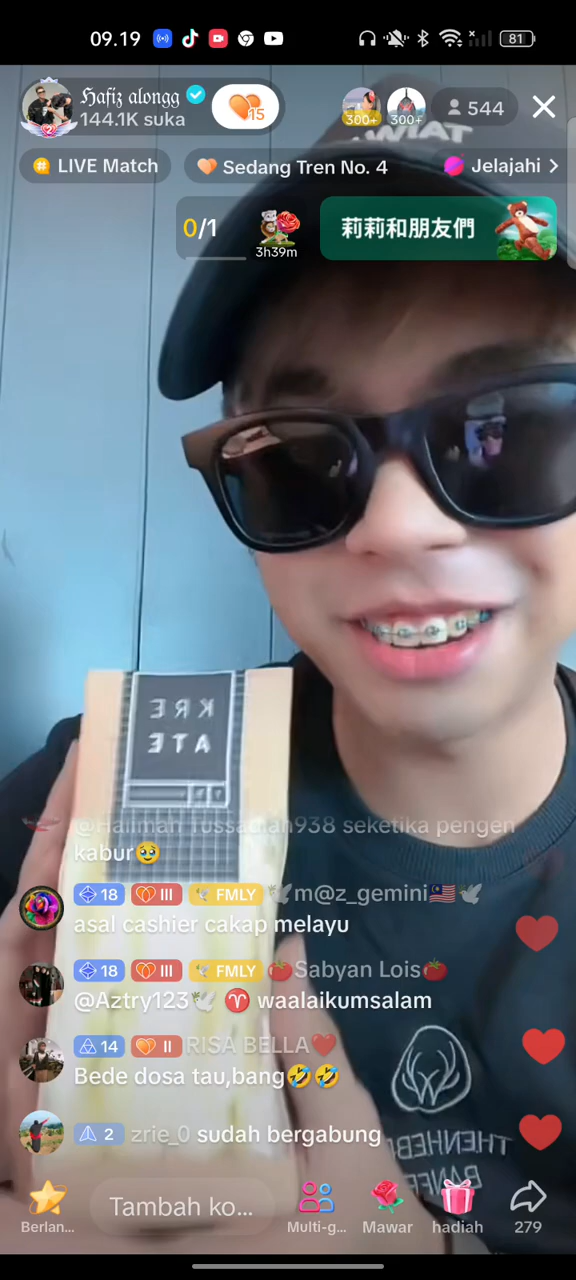 09.19
81
Hafiz alongg
144.1K suka
15
300+
300+
544
LIVE Match
Sedang Tren No. 4
Jelajahi >
0/1
3h39m
莉莉和朋友們
KRE
ATE
seketika pengen
kabur🥹
18 III FMLY 🕊m@z_gemini🇲🇾🕊
asal cashier cakap melayu
18 III FMLY 🍅Sabyan Lois🍅
@Aztry123🕊 ♈ waalaikumsalam
14 II RISA BELLA❤
Bede dosa tau,bang🤣🤣
2 zrie_0 sudah bergabung
Berlan...
Tambah ko...
Multi-g...
Mawar
hadiah
279